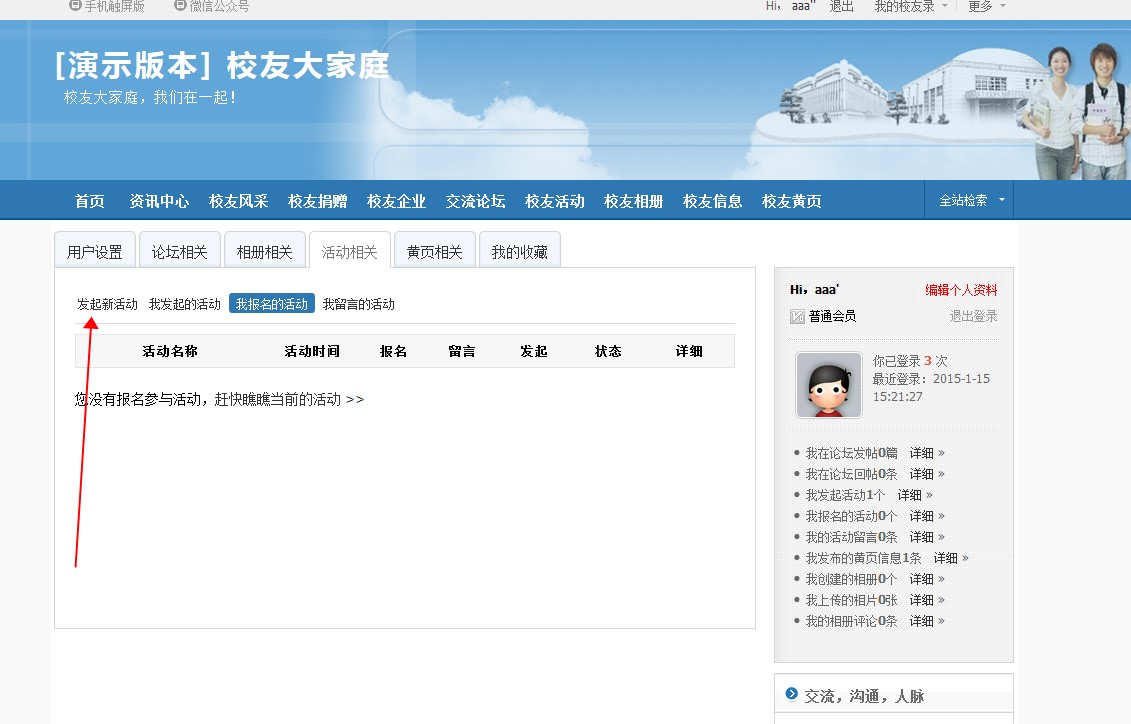 手机触屏版 微信公众号 Hi， aaa'' 退出 我的校友录 更多
[演示版本] 校友大家庭
校友大家庭，我们在一起！
首页 资讯中心 校友风采 校友捐赠 校友企业 交流论坛 校友活动 校友相册 校友信息 校友黄页 全站检索
用户设置 论坛相关 相册相关 活动相关 黄页相关 我的收藏
发起新活动 我发起的活动 我报名的活动 我留言的活动
活动名称 活动时间 报名 留言 发起 状态 详细
您没有报名参与活动，赶快瞧瞧当前的活动 >>
Hi，aaa' 编辑个人资料
普通会员 退出登录
你已登录 3 次
最近登录：2015-1-15
15:21:27
我在论坛发帖0篇 详细 »
我在论坛回帖0条 详细 »
我发起活动1个 详细 »
我报名的活动0个 详细 »
我的活动留言0条 详细 »
我发布的黄页信息1条 详细 »
我创建的相册0个 详细 »
我上传的相片0张 详细 »
我的相册评论0条 详细 »
交流，沟通，人脉